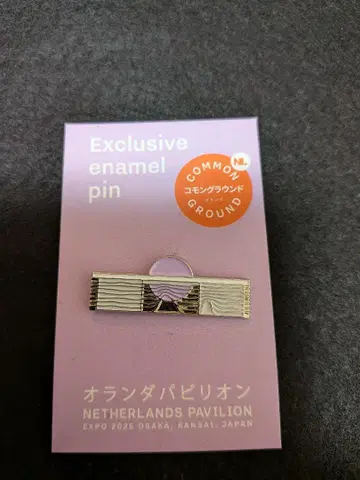 Exclusive
enamel
pin
NL
COMMON
コモングラウンド
GROUND
オランダパビリオン
NETHERLANDS PAVILION
EXPO 2025 OSAKA, KANSAI, JAPAN